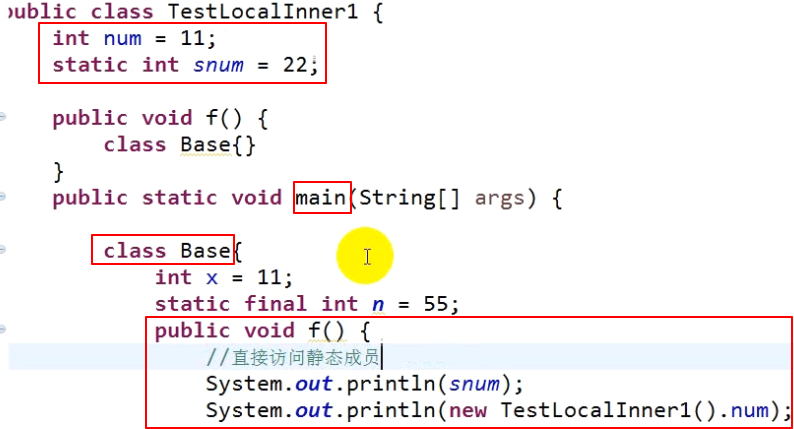 public class TestLocalInner1 {
int num = 11;
static int snum = 22;
public void f() {
class Base{}
}
public static void main(String[] args) {
class Base{
int x = 11;
static final int n = 55;
public void f() {
//直接访问静态成员
System.out.println(snum);
System.out.println(new TestLocalInner1().num);